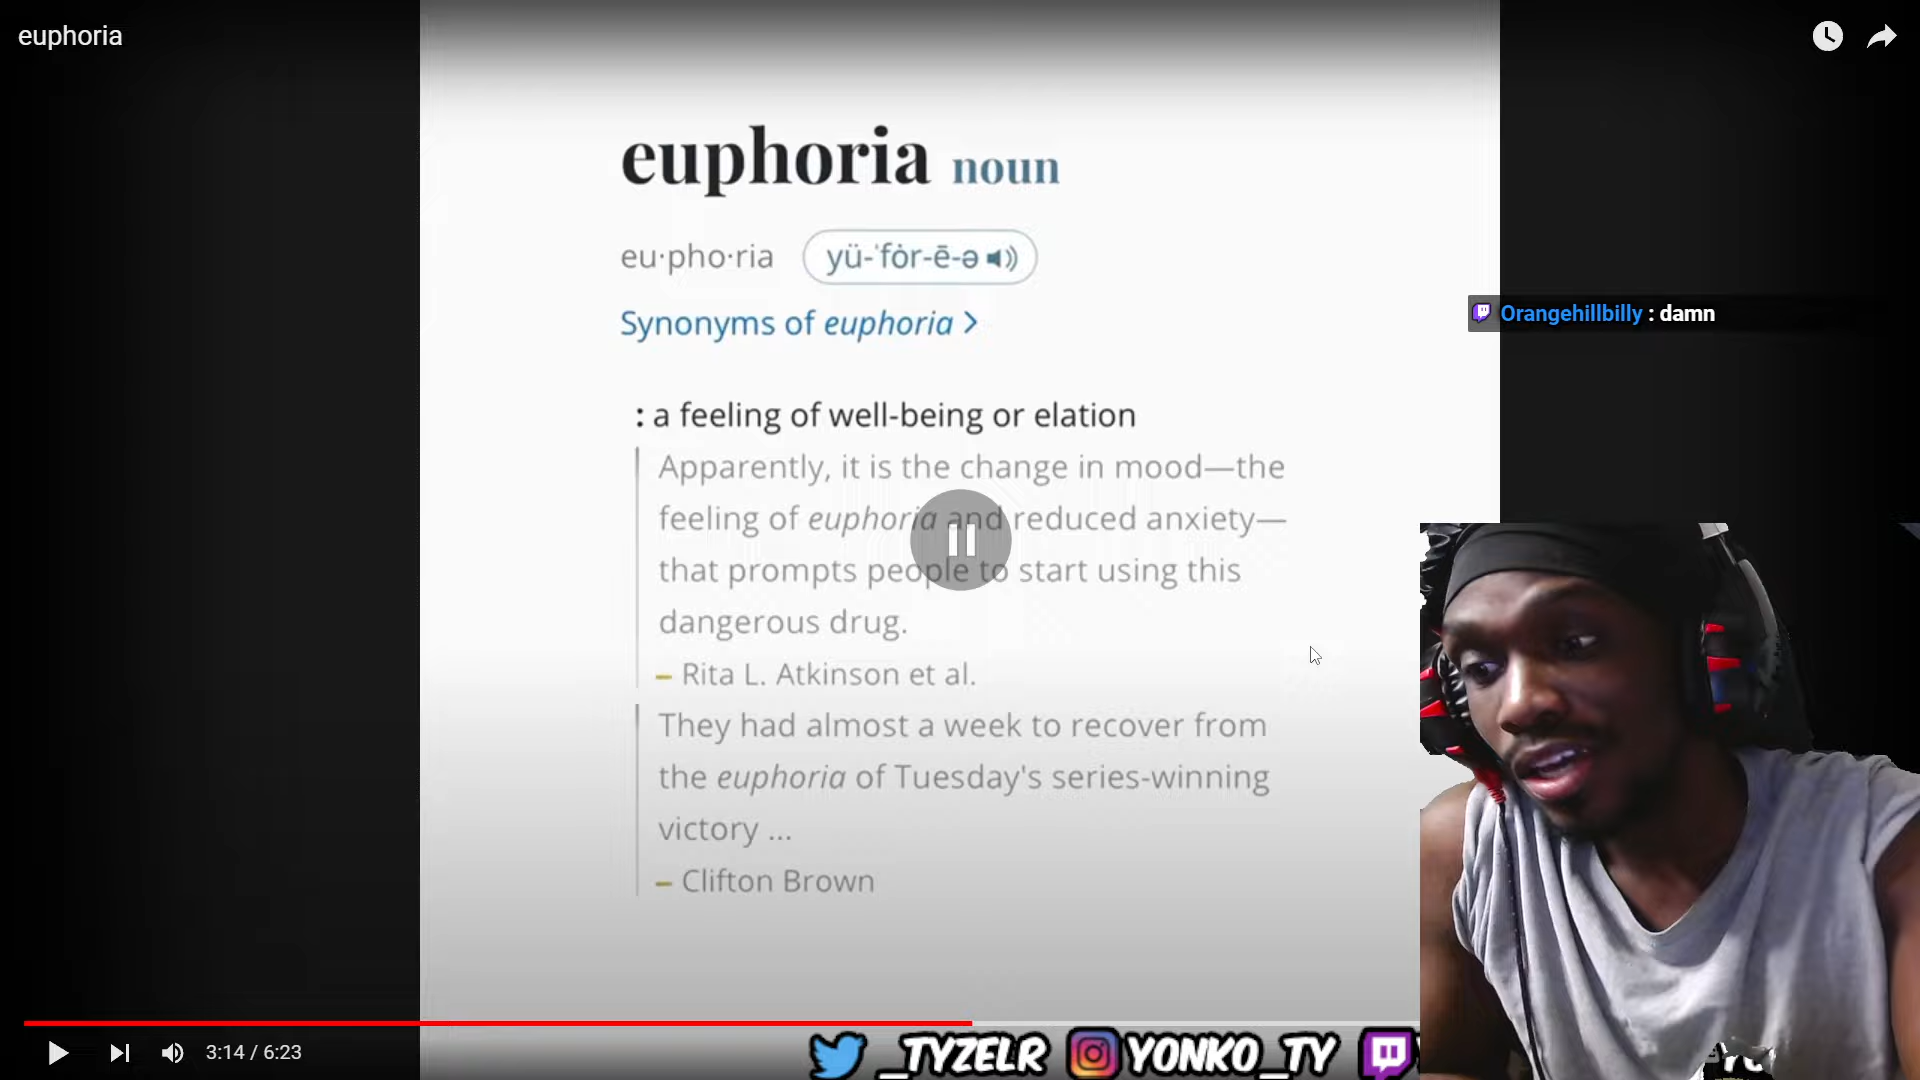 euphoria
euphoria noun
eu·pho·ria yü-ˈfȯr-ē-ə
Synonyms of euphoria >
: a feeling of well-being or elation
Apparently, it is the change in mood—the
feeling of euphoria and reduced anxiety—
that prompts people to start using this
dangerous drug.
– Rita L. Atkinson et al.
They had almost a week to recover from
the euphoria of Tuesday's series-winning
victory ...
– Clifton Brown
Orangehillbilly : damn
3:14 / 6:23
_TYZELR YONKO_TY